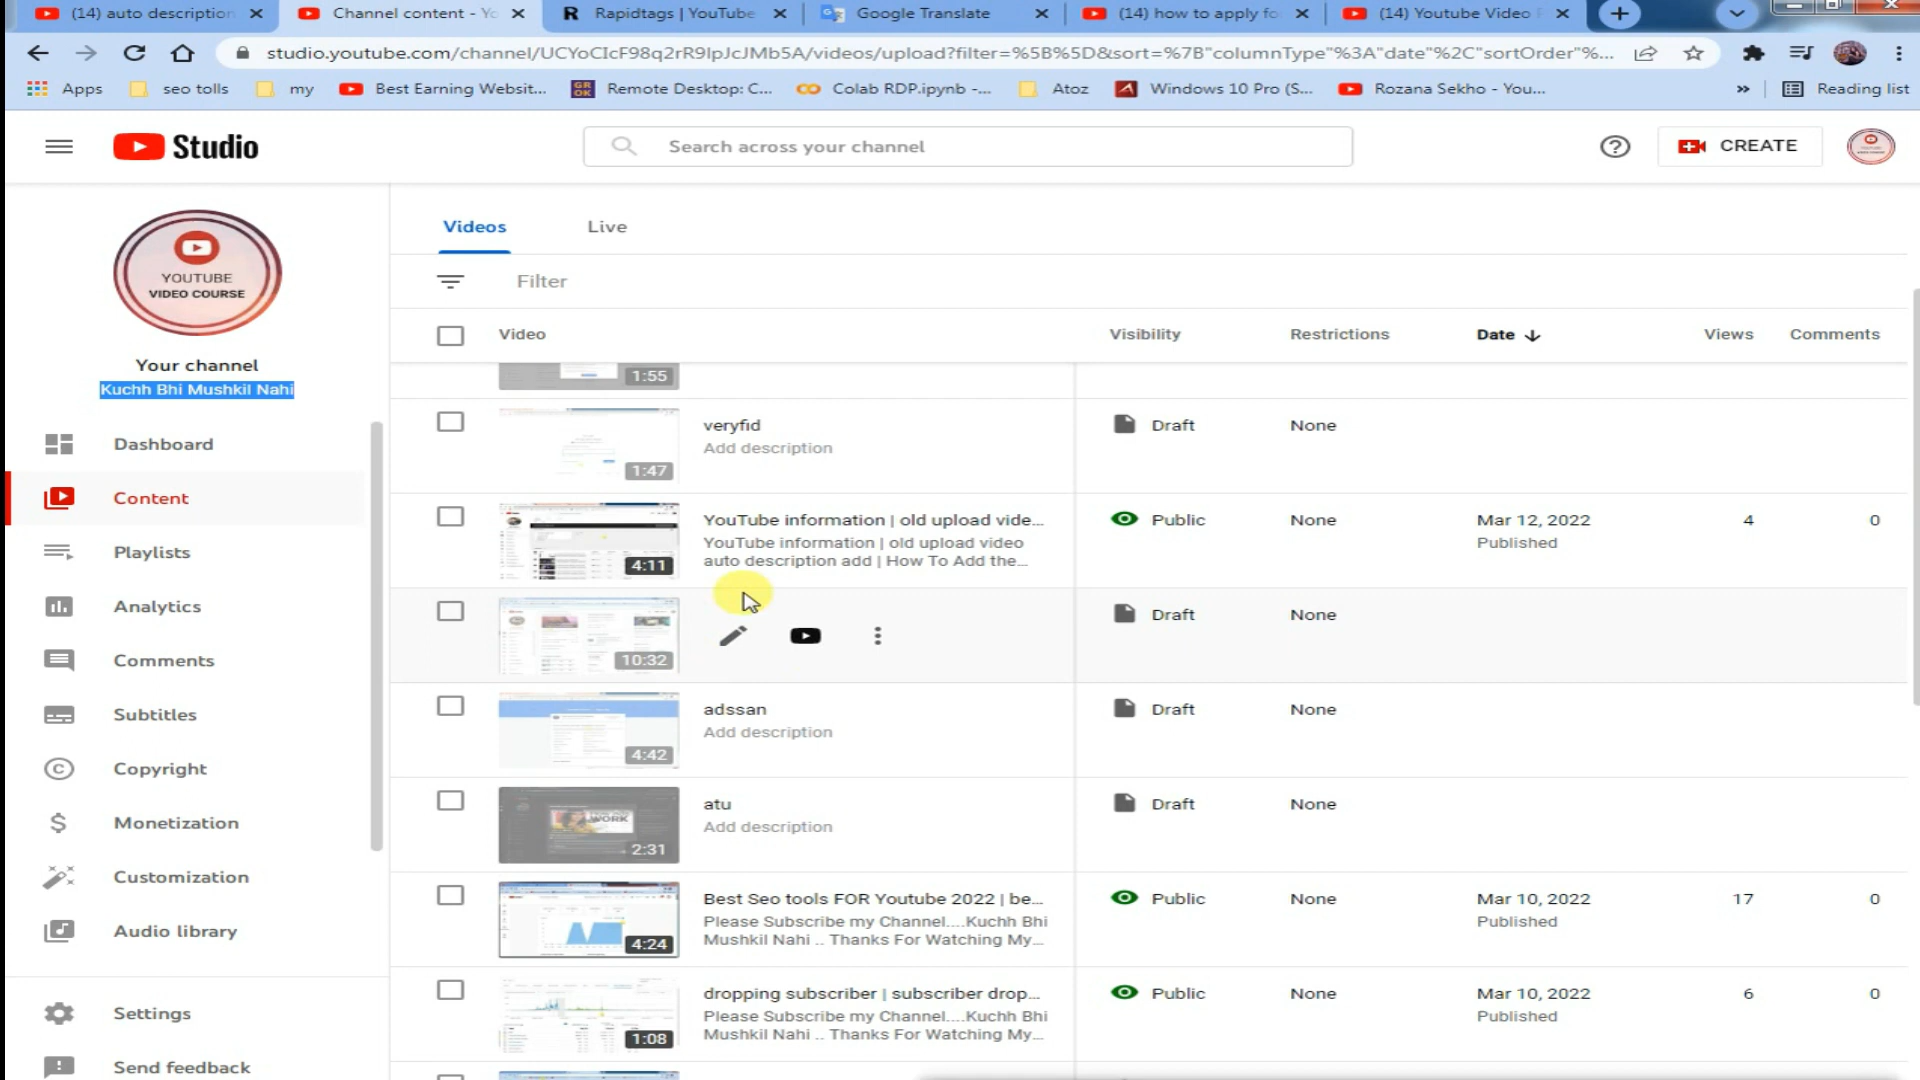 (14) auto description
Channel content - Yo
Rapidtags | YouTube
Google Translate
(14) how to apply fo
(14) Youtube Video
studio.youtube.com/channel/UCYoCIcF98q2rR9IpJcJMb5A/videos/upload?filter=%5B%5D&sort=%7B"columnType"%3A"date"%2C"sortOrder"%...
Apps
seo tolls
my
Best Earning Websit...
Remote Desktop: C...
Colab RDP.ipynb -...
Atoz
Windows 10 Pro (S...
Rozana Sekho - You...
»
Reading list
Studio
Search across your channel
CREATE
YOUTUBE
VIDEO COURSE
Your channel
Kuchh Bhi Mushkil Nahi
Dashboard
Content
Playlists
Analytics
Comments
Subtitles
Copyright
Monetization
Customization
Audio library
Settings
Send feedback
Videos
Live
Filter
Video
Visibility
Restrictions
Date
Views
Comments
1:55
1:47
veryfid
Add description
Draft
None
4:11
YouTube information | old upload vide...
YouTube information | old upload video
auto description add | How To Add the...
Public
None
Mar 12, 2022
Published
4
0
10:32
Draft
None
4:42
adssan
Add description
Draft
None
WORK
2:31
atu
Add description
Draft
None
4:24
Best Seo tools FOR Youtube 2022 | be...
Please Subscribe my Channel....Kuchh Bhi
Mushkil Nahi .. Thanks For Watching My...
Public
None
Mar 10, 2022
Published
17
0
1:08
dropping subscriber | subscriber drop...
Please Subscribe my Channel....Kuchh Bhi
Mushkil Nahi .. Thanks For Watching My...
Public
None
Mar 10, 2022
Published
6
0